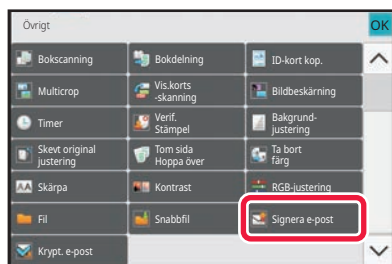 Övrigt
OK
Bokscanning
Bokdelning
ID-kort kop.
Multicrop
Vis.korts
-skanning
Bildbeskärning
Timer
Verif.
Stämpel
Bakgrund-
justering
Skevt original
justering
Tom sida
Hoppa över
Ta bort
färg
AA Skärpa
Kontrast
RGB-justering
Fil
Snabbfil
Signera e-post
Krypt. e-post